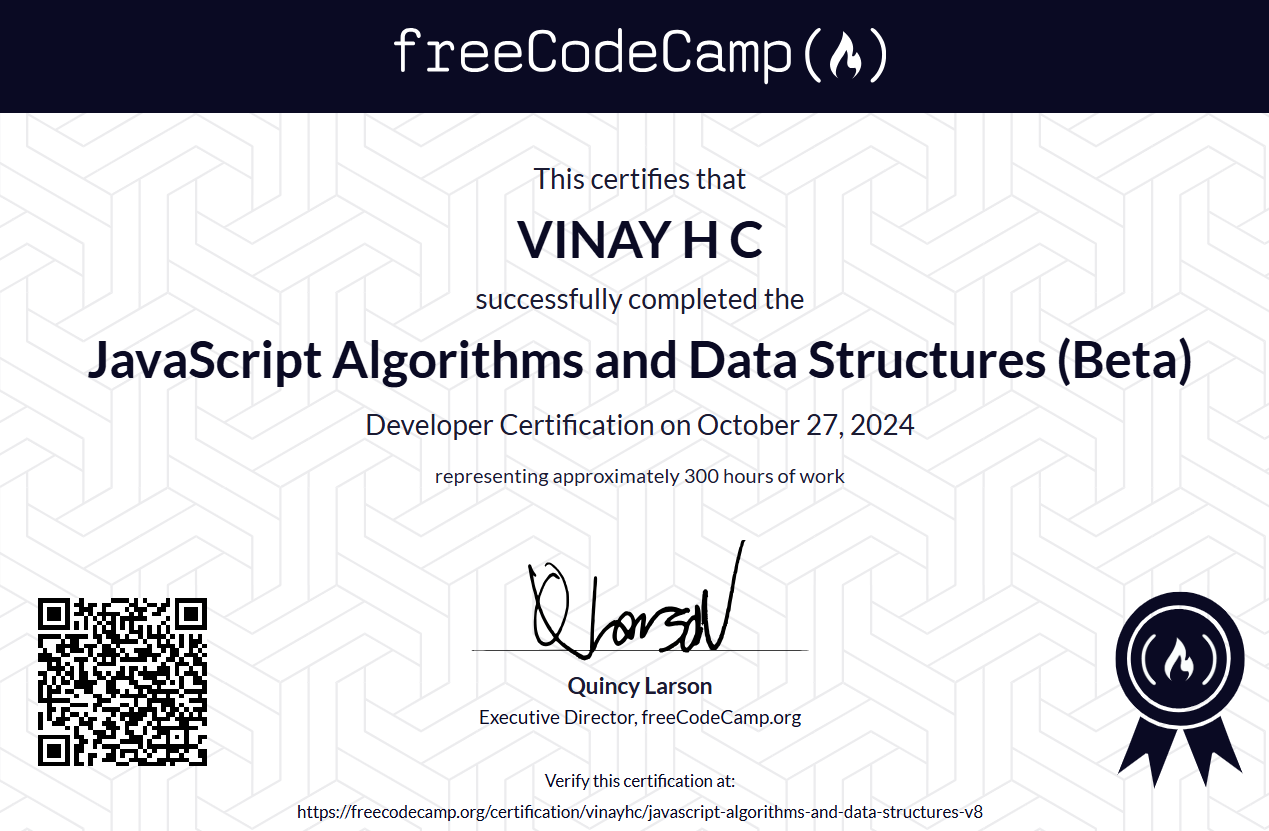 freeCodeCamp
This certifies that
VINAY H C
successfully completed the
JavaScript Algorithms and Data Structures (Beta)
Developer Certification on October 27, 2024
representing approximately 300 hours of work
Q Larson
Quincy Larson
Executive Director, freeCodeCamp.org
Verify this certification at:
https://freecodecamp.org/certification/vinayhc/javascript-algorithms-and-data-structures-v8